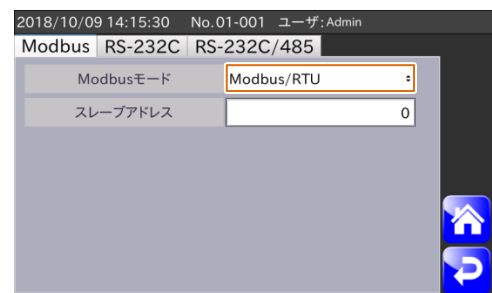 2018/10/09 14:15:30 No.01-001 ユーザ:Admin
Modbus RS-232C RS-232C/485
Modbusモード Modbus/RTU
スレーブアドレス 0